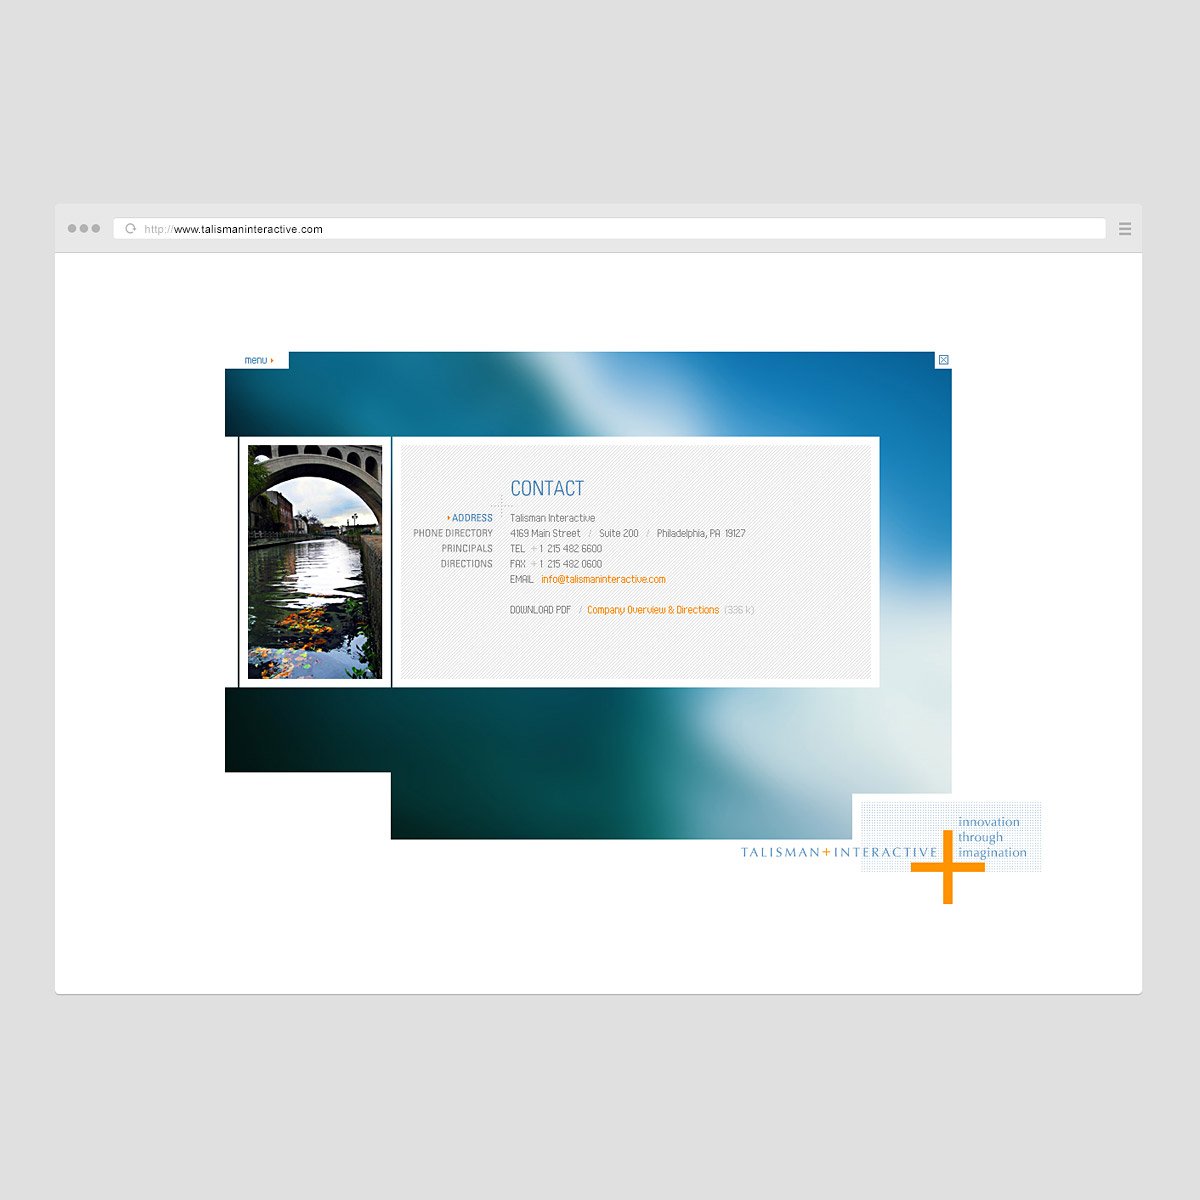 http://www.talismaninteractive.com
menu
CONTACT
ADDRESS
PHONE DIRECTORY
PRINCIPALS
DIRECTIONS
Talisman Interactive
4169 Main Street / Suite 200 / Philadelphia, PA 19127
TEL +1 215 482 6600
FAX +1 215 482 0600
EMAIL info@talismaninteractive.com
DOWNLOAD PDF / Company Overview & Directions (336 k)
TALISMAN+INTERACTIVE
innovation
through
imagination